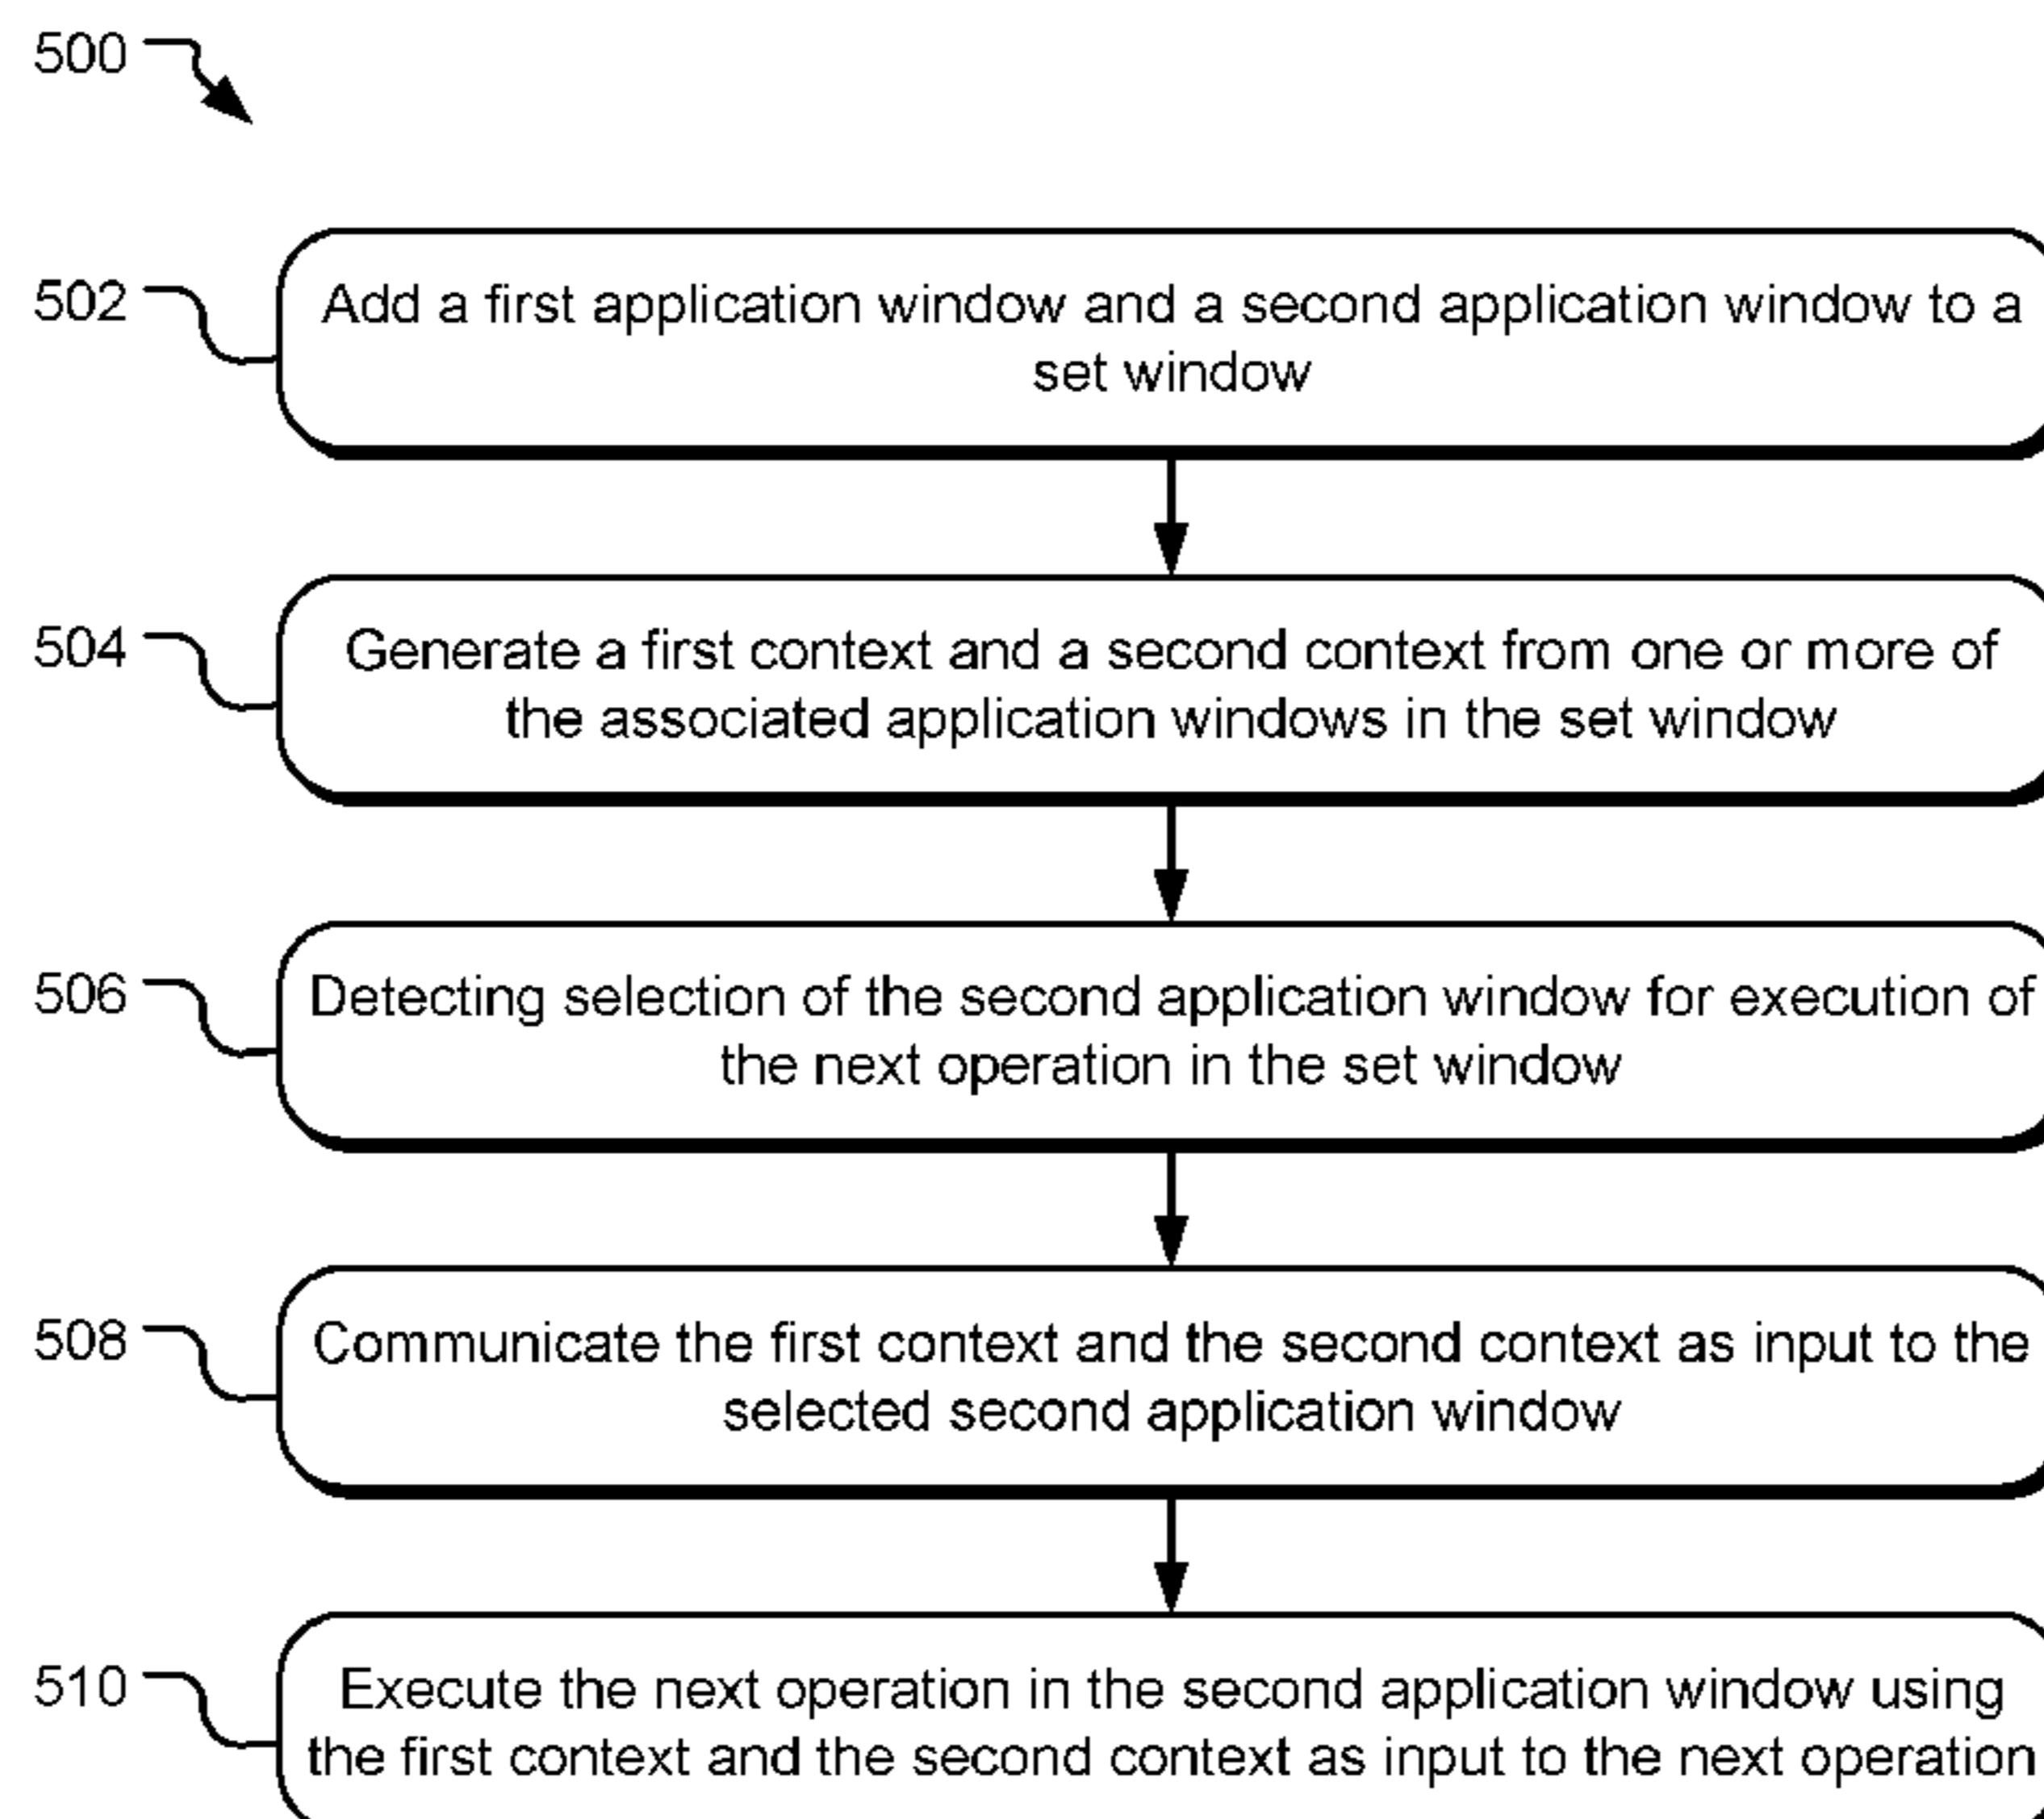 500
502
Add a first application window and a second application window to a
set window
504
Generate a first context and a second context from one or more of
the associated application windows in the set window
506
Detecting selection of the second application window for execution of
the next operation in the set window
508
Communicate the first context and the second context as input to the
selected second application window
510
Execute the next operation in the second application window using
the first context and the second context as input to the next operation